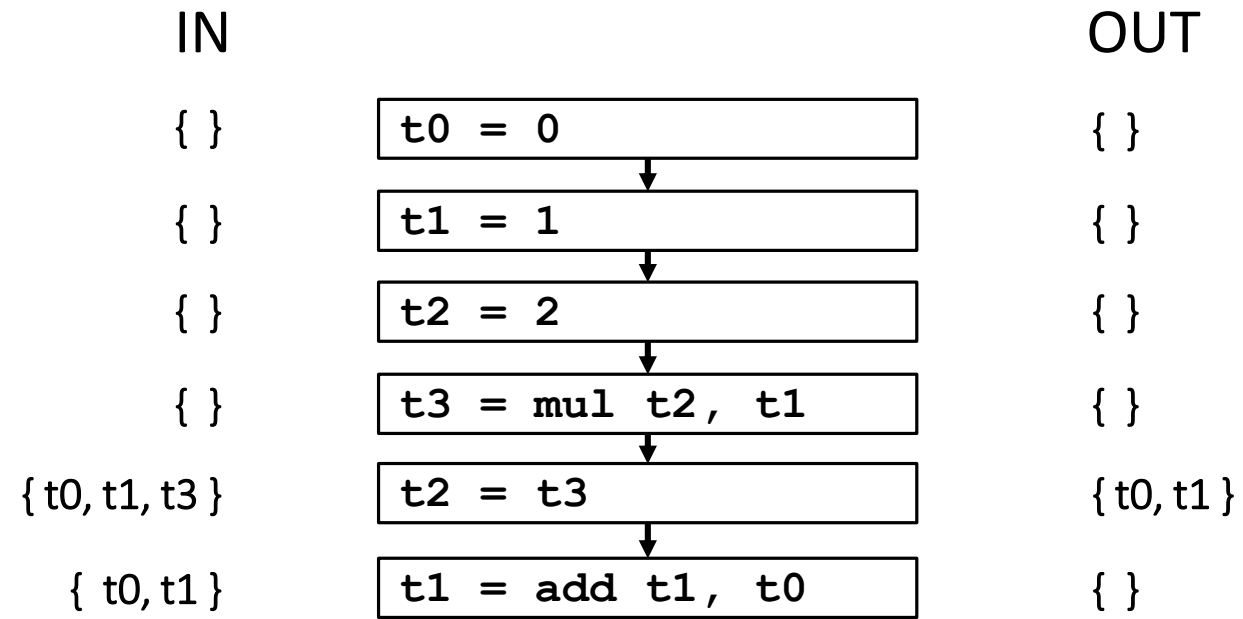 IN OUT
{ } t0 = 0 { }
{ } t1 = 1 { }
{ } t2 = 2 { }
{ } t3 = mul t2, t1 { }
{ t0, t1, t3 } t2 = t3 { t0, t1 }
{ t0, t1 } t1 = add t1, t0 { }